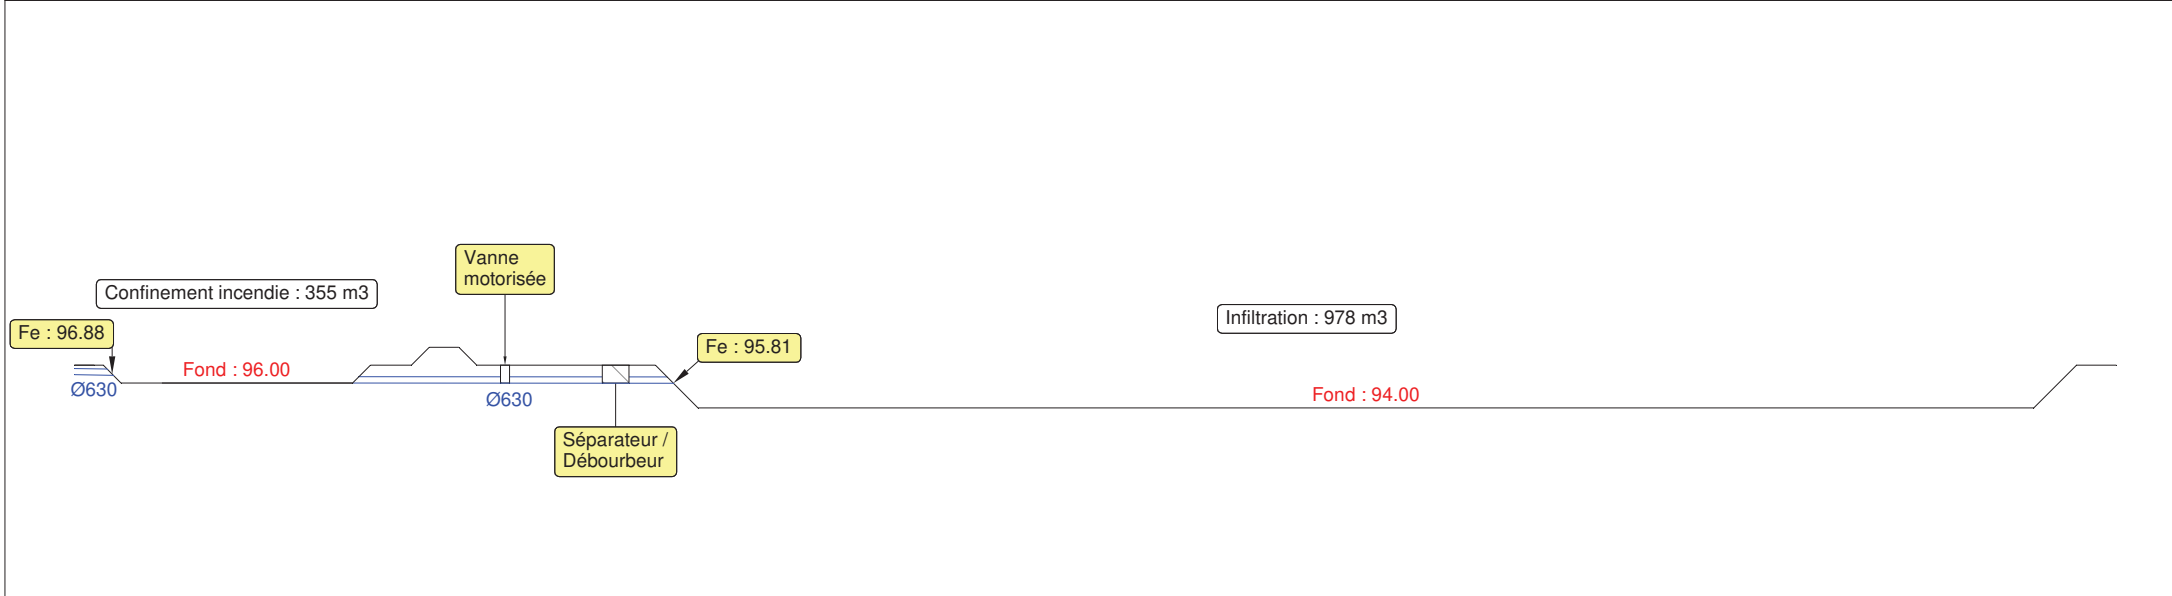 Vanne
motorisée
Confinement incendie : 355 m3
Infiltration : 978 m3
Fe : 96.88
Fe : 95.81
Fond : 96.00
Ø630
Ø630
Fond : 94.00
Séparateur /
Débourbeur